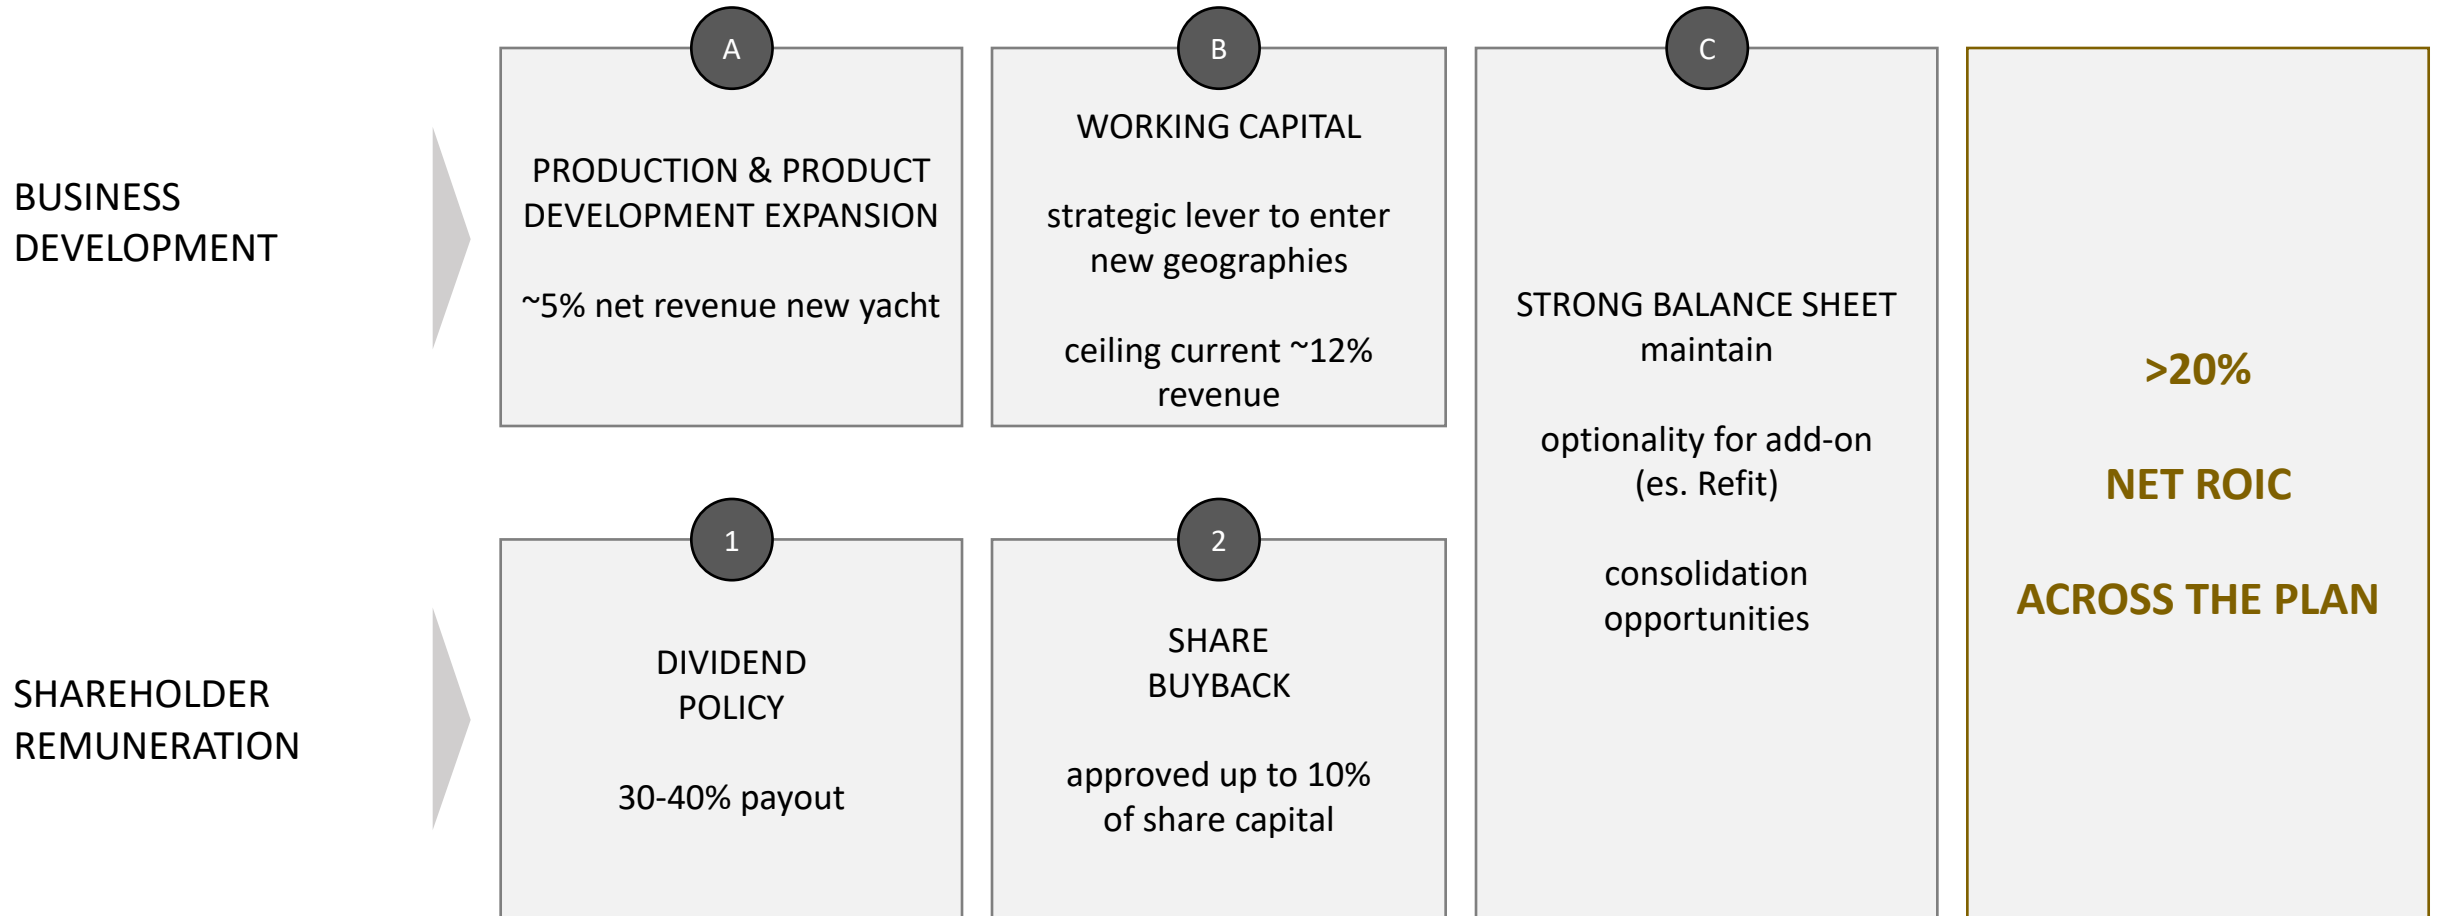 BUSINESS
DEVELOPMENT
A
PRODUCTION & PRODUCT
DEVELOPMENT EXPANSION
~5% net revenue new yacht
B
WORKING CAPITAL
strategic lever to enter
new geographies
ceiling current ~12%
revenue
C
STRONG BALANCE SHEET
maintain
optionality for add-on
(es. Refit)
consolidation
opportunities
>20%
NET ROIC
ACROSS THE PLAN
SHAREHOLDER
REMUNERATION
1
DIVIDEND
POLICY
30-40% payout
2
SHARE
BUYBACK
approved up to 10%
of share capital